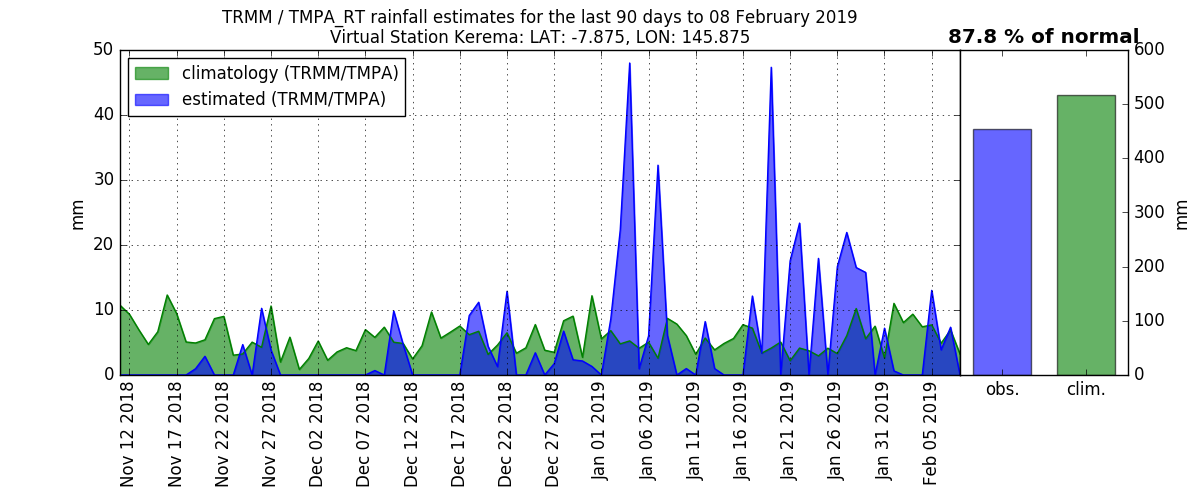 TRMM / TMPA_RT rainfall estimates for the last 90 days to 08 February 2019
Virtual Station Kerema: LAT: -7.875, LON: 145.875
87.8 % of normal
climatology (TRMM/TMPA)
estimated (TRMM/TMPA)
50
40
30
20
10
0
mm
Nov 12 2018
Nov 17 2018
Nov 22 2018
Nov 27 2018
Dec 02 2018
Dec 07 2018
Dec 12 2018
Dec 17 2018
Dec 22 2018
Dec 27 2018
Jan 01 2019
Jan 06 2019
Jan 11 2019
Jan 16 2019
Jan 21 2019
Jan 26 2019
Jan 31 2019
Feb 05 2019
obs.
clim.
600
500
400
300
200
100
0
mm